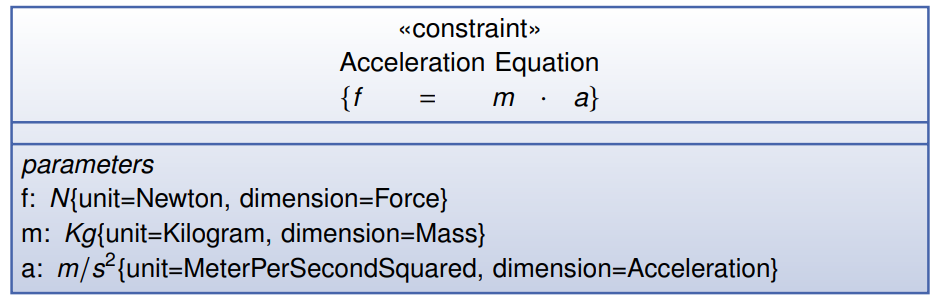 «constraint»
Acceleration Equation
{f = m · a}
parameters
f: N{unit=Newton, dimension=Force}
m: Kg{unit=Kilogram, dimension=Mass}
a: m/s²{unit=MeterPerSecondSquared, dimension=Acceleration}